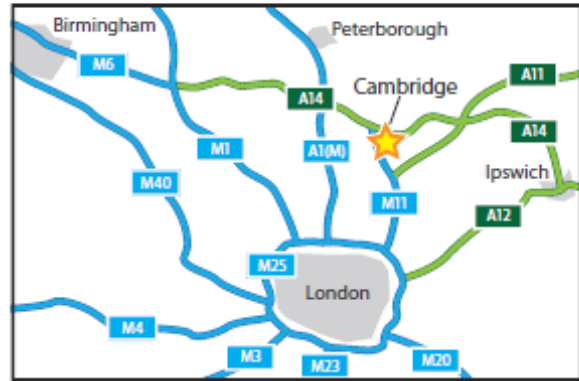 Birmingham
Peterborough
M6
A11
A14
Cambridge
A14
M1
A1(M)
Ipswich
M40
M11
A12
M25
London
M4
M3
M23
M20